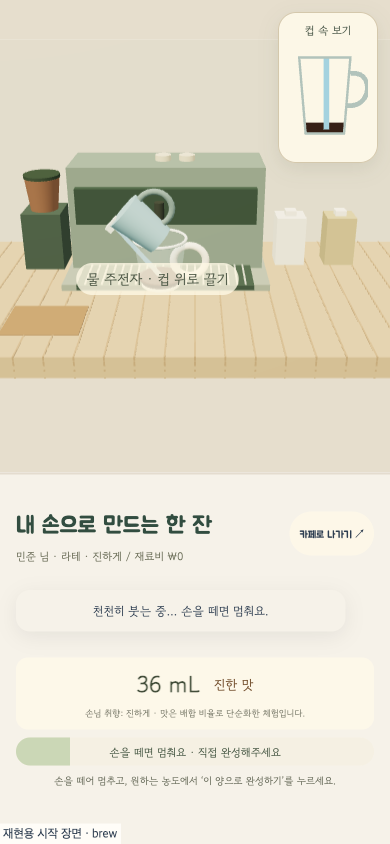 컵 속 보기
물 주전자 · 컵 위로 끌기
내 손으로 만드는 한 잔
카페로 나가기 ↗
민준 님 · 라테 · 진하게 / 재료비 ₩0
천천히 붓는 중... 손을 떼면 멈춰요.
36 mL 진한 맛
손님 취향: 진하게 · 맛은 배합 비율로 단순화한 체험입니다.
손을 떼면 멈춰요 · 직접 완성해주세요
손을 떼어 멈추고, 원하는 농도에서 '이 양으로 완성하기'를 누르세요.
재현용 시작 장면 · brew